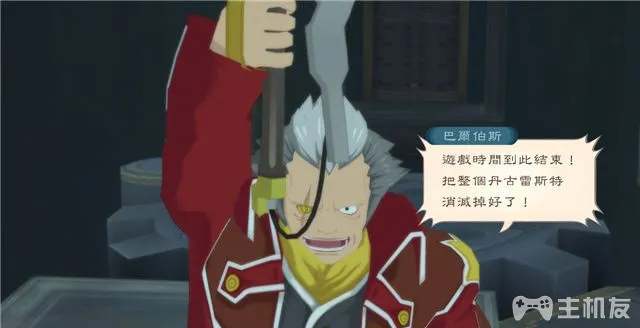 巴爾伯斯
遊戲時間到此結束！
把整個丹古雷斯特
消滅掉好了！
主机友